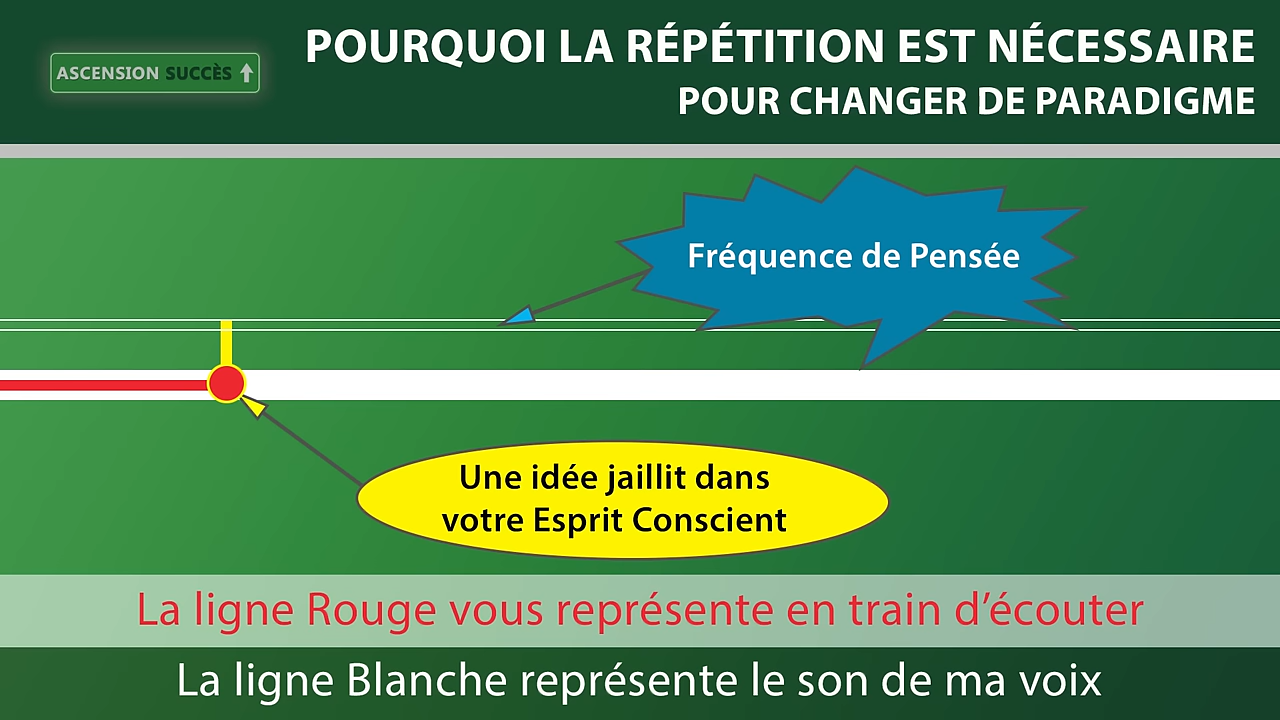 POURQUOI LA RÉPÉTITION EST NÉCESSAIRE
POUR CHANGER DE PARADIGME
ASCENSION SUCCÈS
Fréquence de Pensée
Une idée jaillit dans
votre Esprit Conscient
La ligne Rouge vous représente en train d’écouter
La ligne Blanche représente le son de ma voix